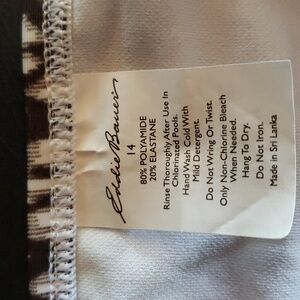 Eddie Bauer
14
80% POLYAMIDE
20% ELASTANE
Rinse Thoroughly After Use In
Chlorinated Pools.
Hand Wash Cold With
Mild Detergent.
Do Not Wring Or Twist.
Only Non-Chlorine Bleach
When Needed.
Hang To Dry.
Do Not Iron.
Made in Sri Lanka